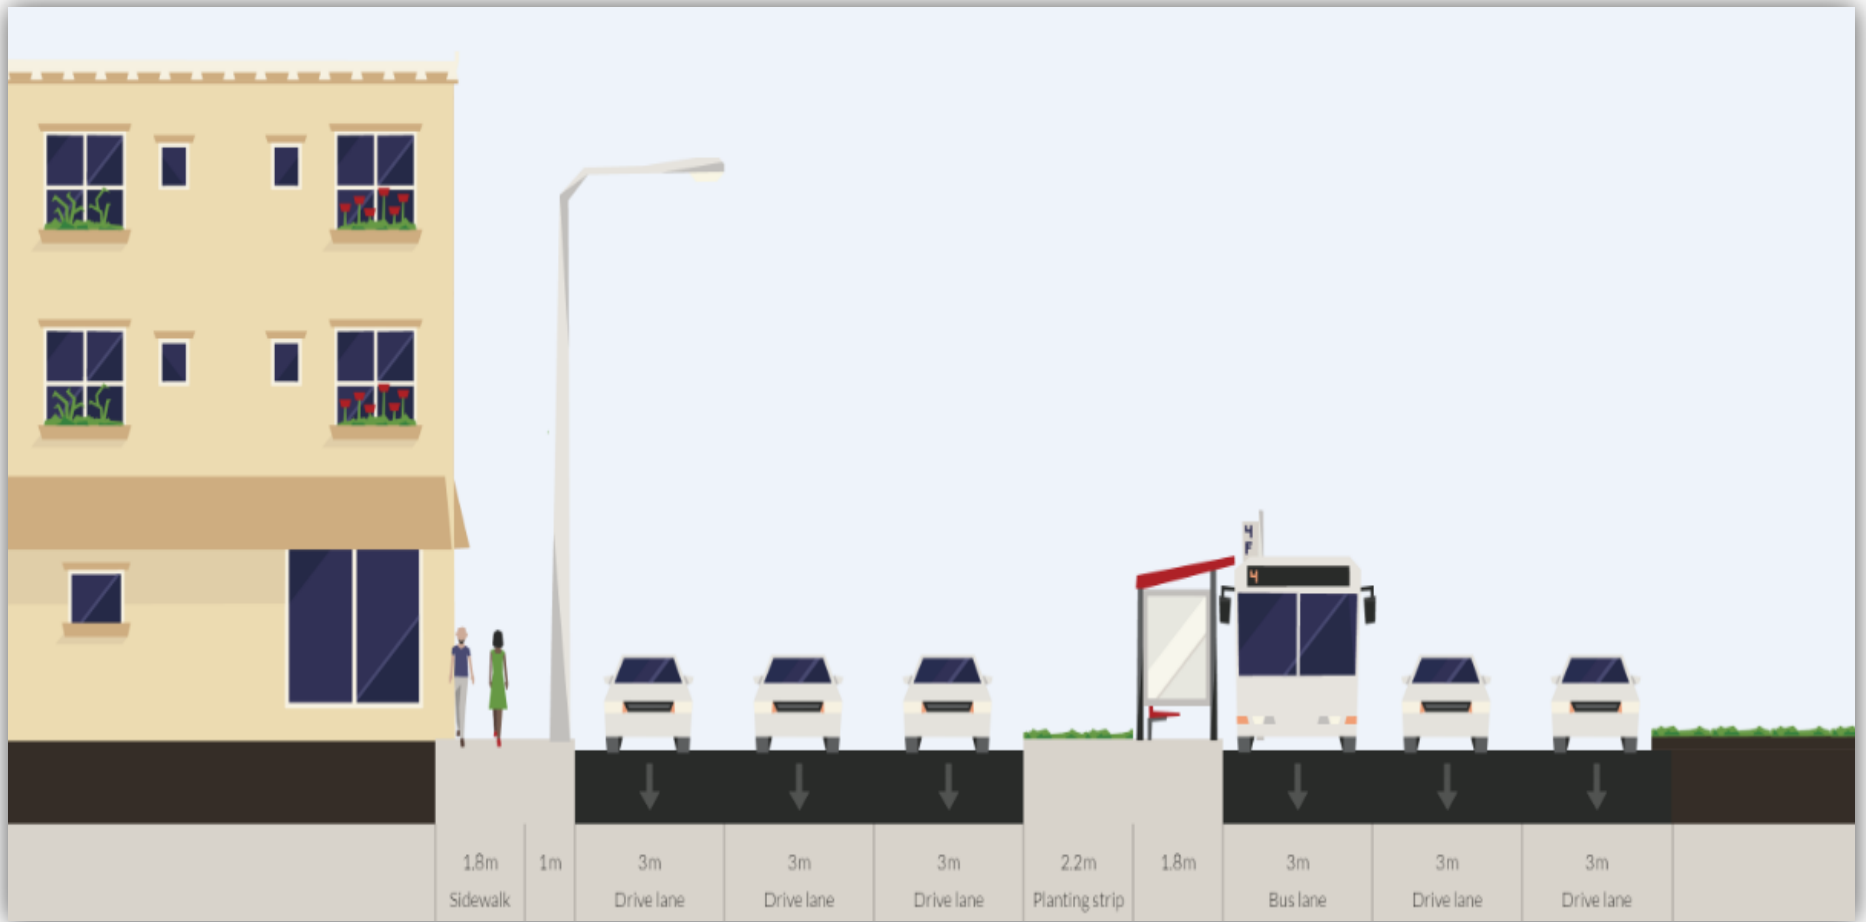 4
4
1.8m
Sidewalk
1m
3m
Drive lane
3m
Drive lane
3m
Drive lane
2.2m
Planting strip
1.8m
3m
Bus lane
3m
Drive lane
3m
Drive lane